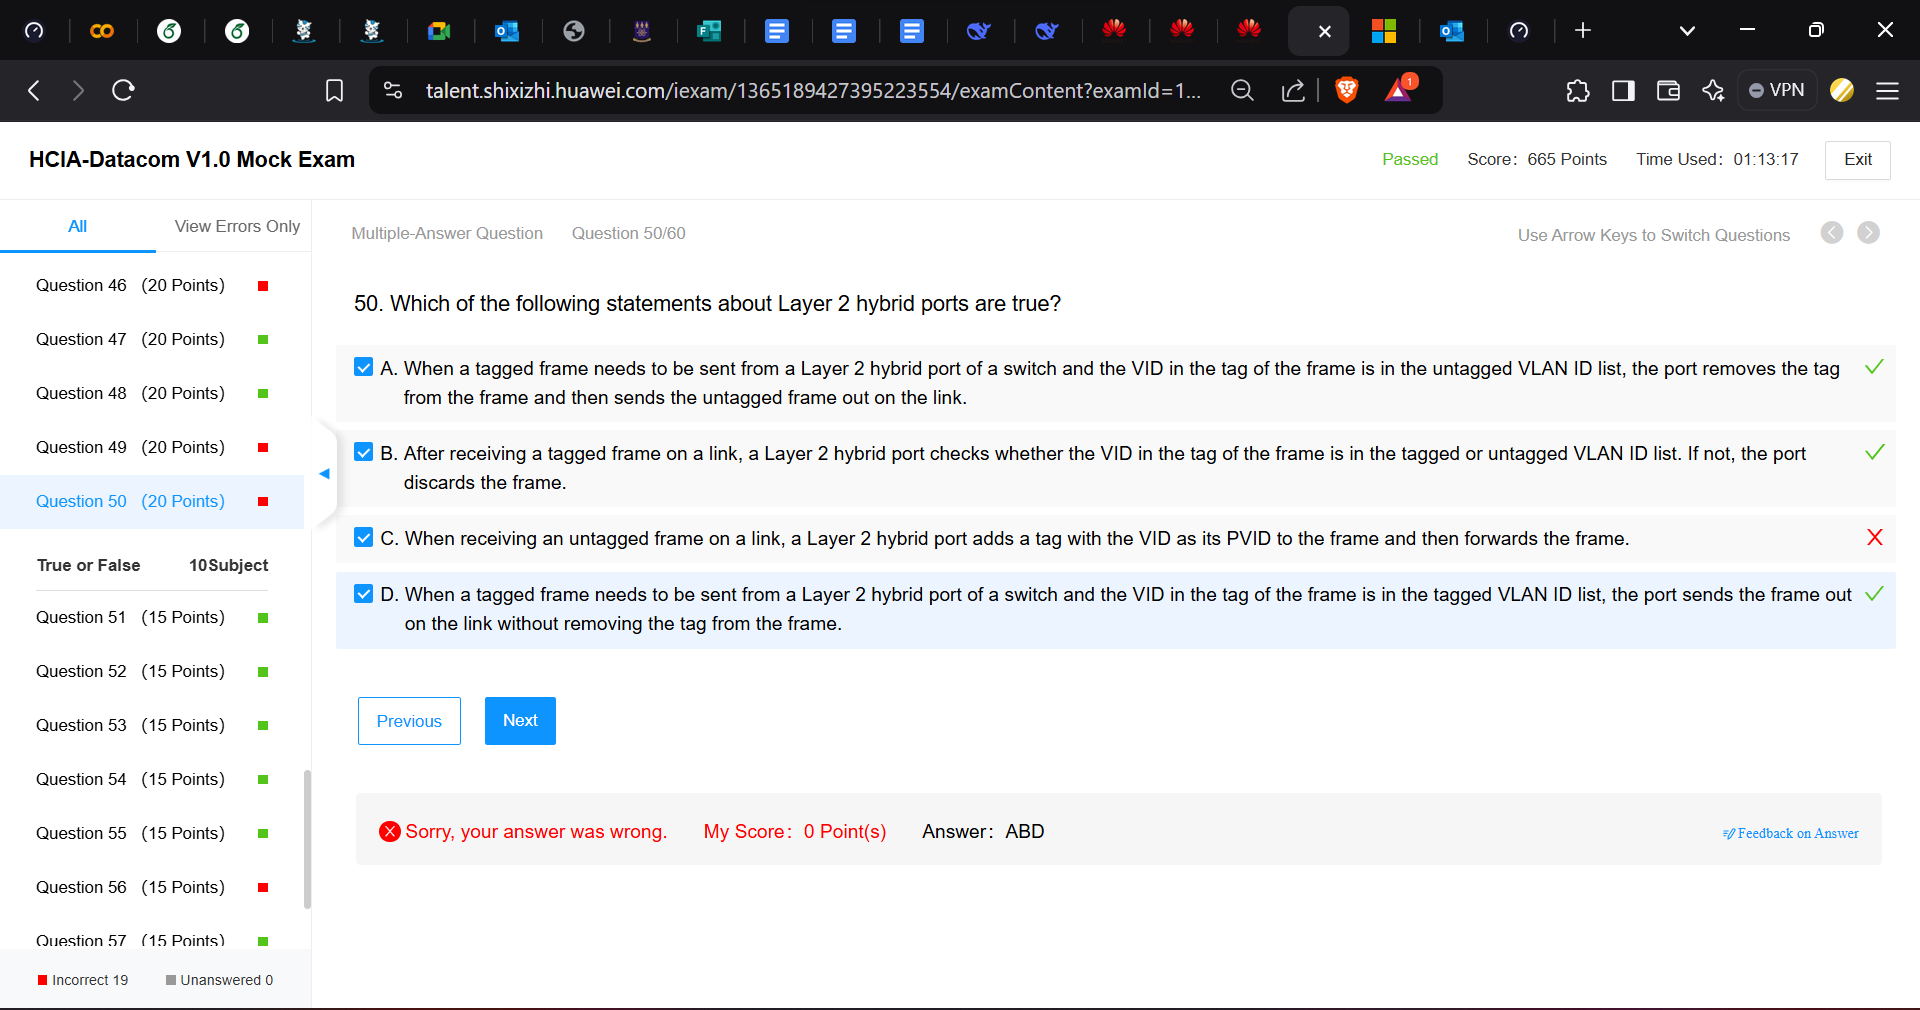 talent.shixizhi.huawei.com/iexam/1365189427395223554/examContent?examId=1...
1
VPN
HCIA-Datacom V1.0 Mock Exam
Passed
Score: 665 Points
Time Used: 01:13:17
Exit
All
View Errors Only
Multiple-Answer Question
Question 50/60
Use Arrow Keys to Switch Questions
Question 46 (20 Points)
Question 47 (20 Points)
Question 48 (20 Points)
Question 49 (20 Points)
Question 50 (20 Points)
True or False 10Subject
Question 51 (15 Points)
Question 52 (15 Points)
Question 53 (15 Points)
Question 54 (15 Points)
Question 55 (15 Points)
Question 56 (15 Points)
Question 57 (15 Points)
Incorrect 19
Unanswered 0
50. Which of the following statements about Layer 2 hybrid ports are true?
A. When a tagged frame needs to be sent from a Layer 2 hybrid port of a switch and the VID in the tag of the frame is in the untagged VLAN ID list, the port removes the tag
from the frame and then sends the untagged frame out on the link.
B. After receiving a tagged frame on a link, a Layer 2 hybrid port checks whether the VID in the tag of the frame is in the tagged or untagged VLAN ID list. If not, the port
discards the frame.
C. When receiving an untagged frame on a link, a Layer 2 hybrid port adds a tag with the VID as its PVID to the frame and then forwards the frame.
D. When a tagged frame needs to be sent from a Layer 2 hybrid port of a switch and the VID in the tag of the frame is in the tagged VLAN ID list, the port sends the frame out
on the link without removing the tag from the frame.
Previous
Next
Sorry, your answer was wrong.
My Score: 0 Point(s)
Answer: ABD
Feedback on Answer